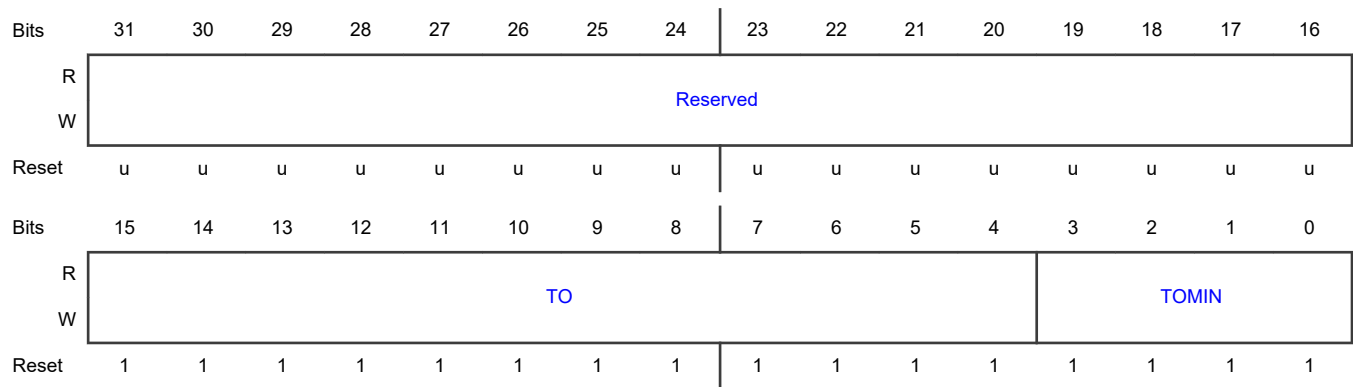 Bits 31 30 29 28 27 26 25 24 23 22 21 20 19 18 17 16
R
Reserved
W
Reset u u u u u u u u u u u u u u u u
Bits 15 14 13 12 11 10 9 8 7 6 5 4 3 2 1 0
R
TO TOMIN
W
Reset 1 1 1 1 1 1 1 1 1 1 1 1 1 1 1 1